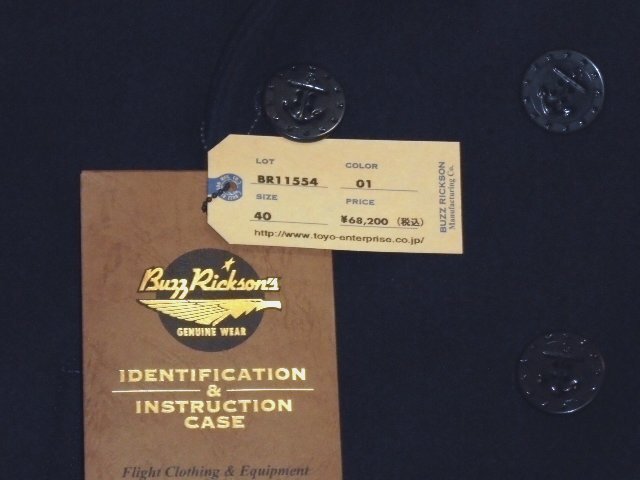 LOT COLOR
BR11554 01
SIZE PRICE
40 ¥68,200 (税込)
http://www.toyo-enterprise.co.jp/
BUZZ RICKSON
Manufacturing Co.
Buzz Rickson's
GENUINE WEAR
IDENTIFICATION
&
INSTRUCTION
CASE
Flight Clothing & Equipment